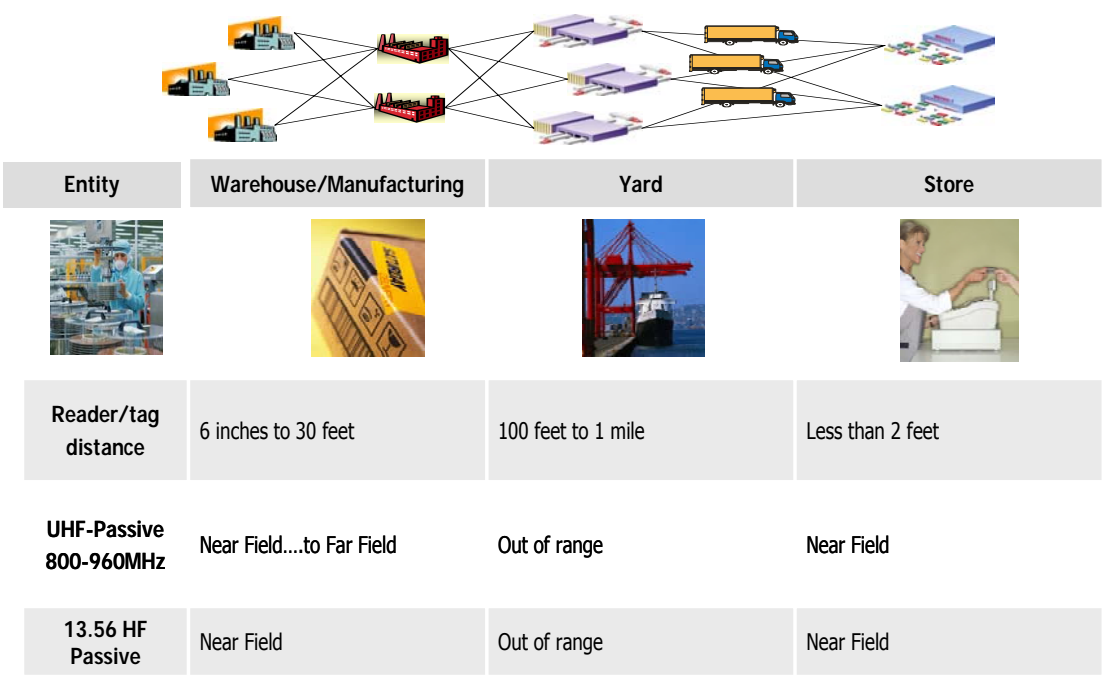 Entity
Warehouse/Manufacturing
Yard
Store
Reader/tag
distance
6 inches to 30 feet
100 feet to 1 mile
Less than 2 feet
UHF-Passive
800-960MHz
Near Field....to Far Field
Out of range
Near Field
13.56 HF
Passive
Near Field
Out of range
Near Field